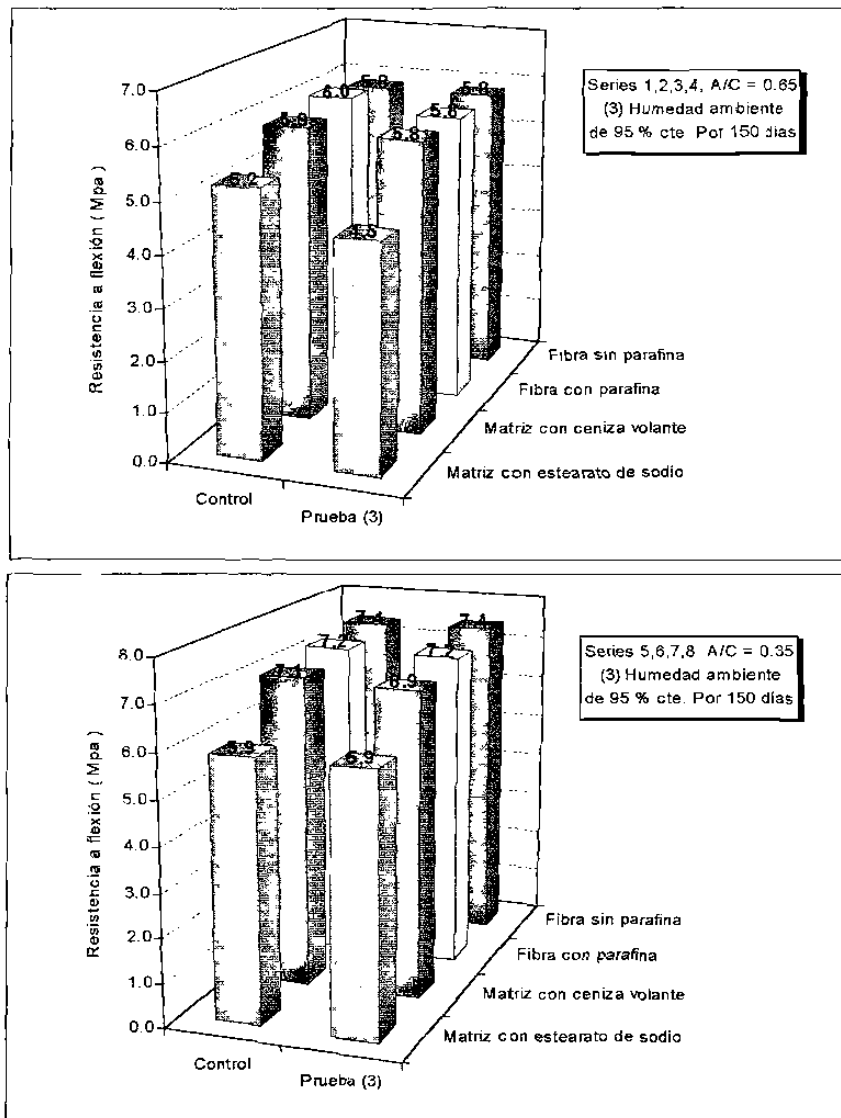 7.0
6.0
5.0
4.0
3.0
2.0
1.0
0.0
Resistencia a flexión ( Mpa )
5.9
6.0
5.8
5.8
5.8
4.5
Control
Prueba (3)
Fibra sin parafina
Fibra con parafina
Matriz con ceniza volante
Matriz con estearato de sodio
Series 1,2,3,4, A/C = 0.65
(3) Humedad ambiente
de 95 % cte. Por 150 días
8.0
7.0
6.0
5.0
4.0
3.0
2.0
1.0
0.0
Resistencia a flexión ( Mpa )
5.9
7.1
7.2
7.1
5.9
6.9
7.2
7.1
Control
Prueba (3)
Fibra sin parafina
Fibra con parafina
Matriz con ceniza volante
Matriz con estearato de sodio
Series 5,6,7,8 A/C = 0.35
(3) Humedad ambiente
de 95 % cte. Por 150 días